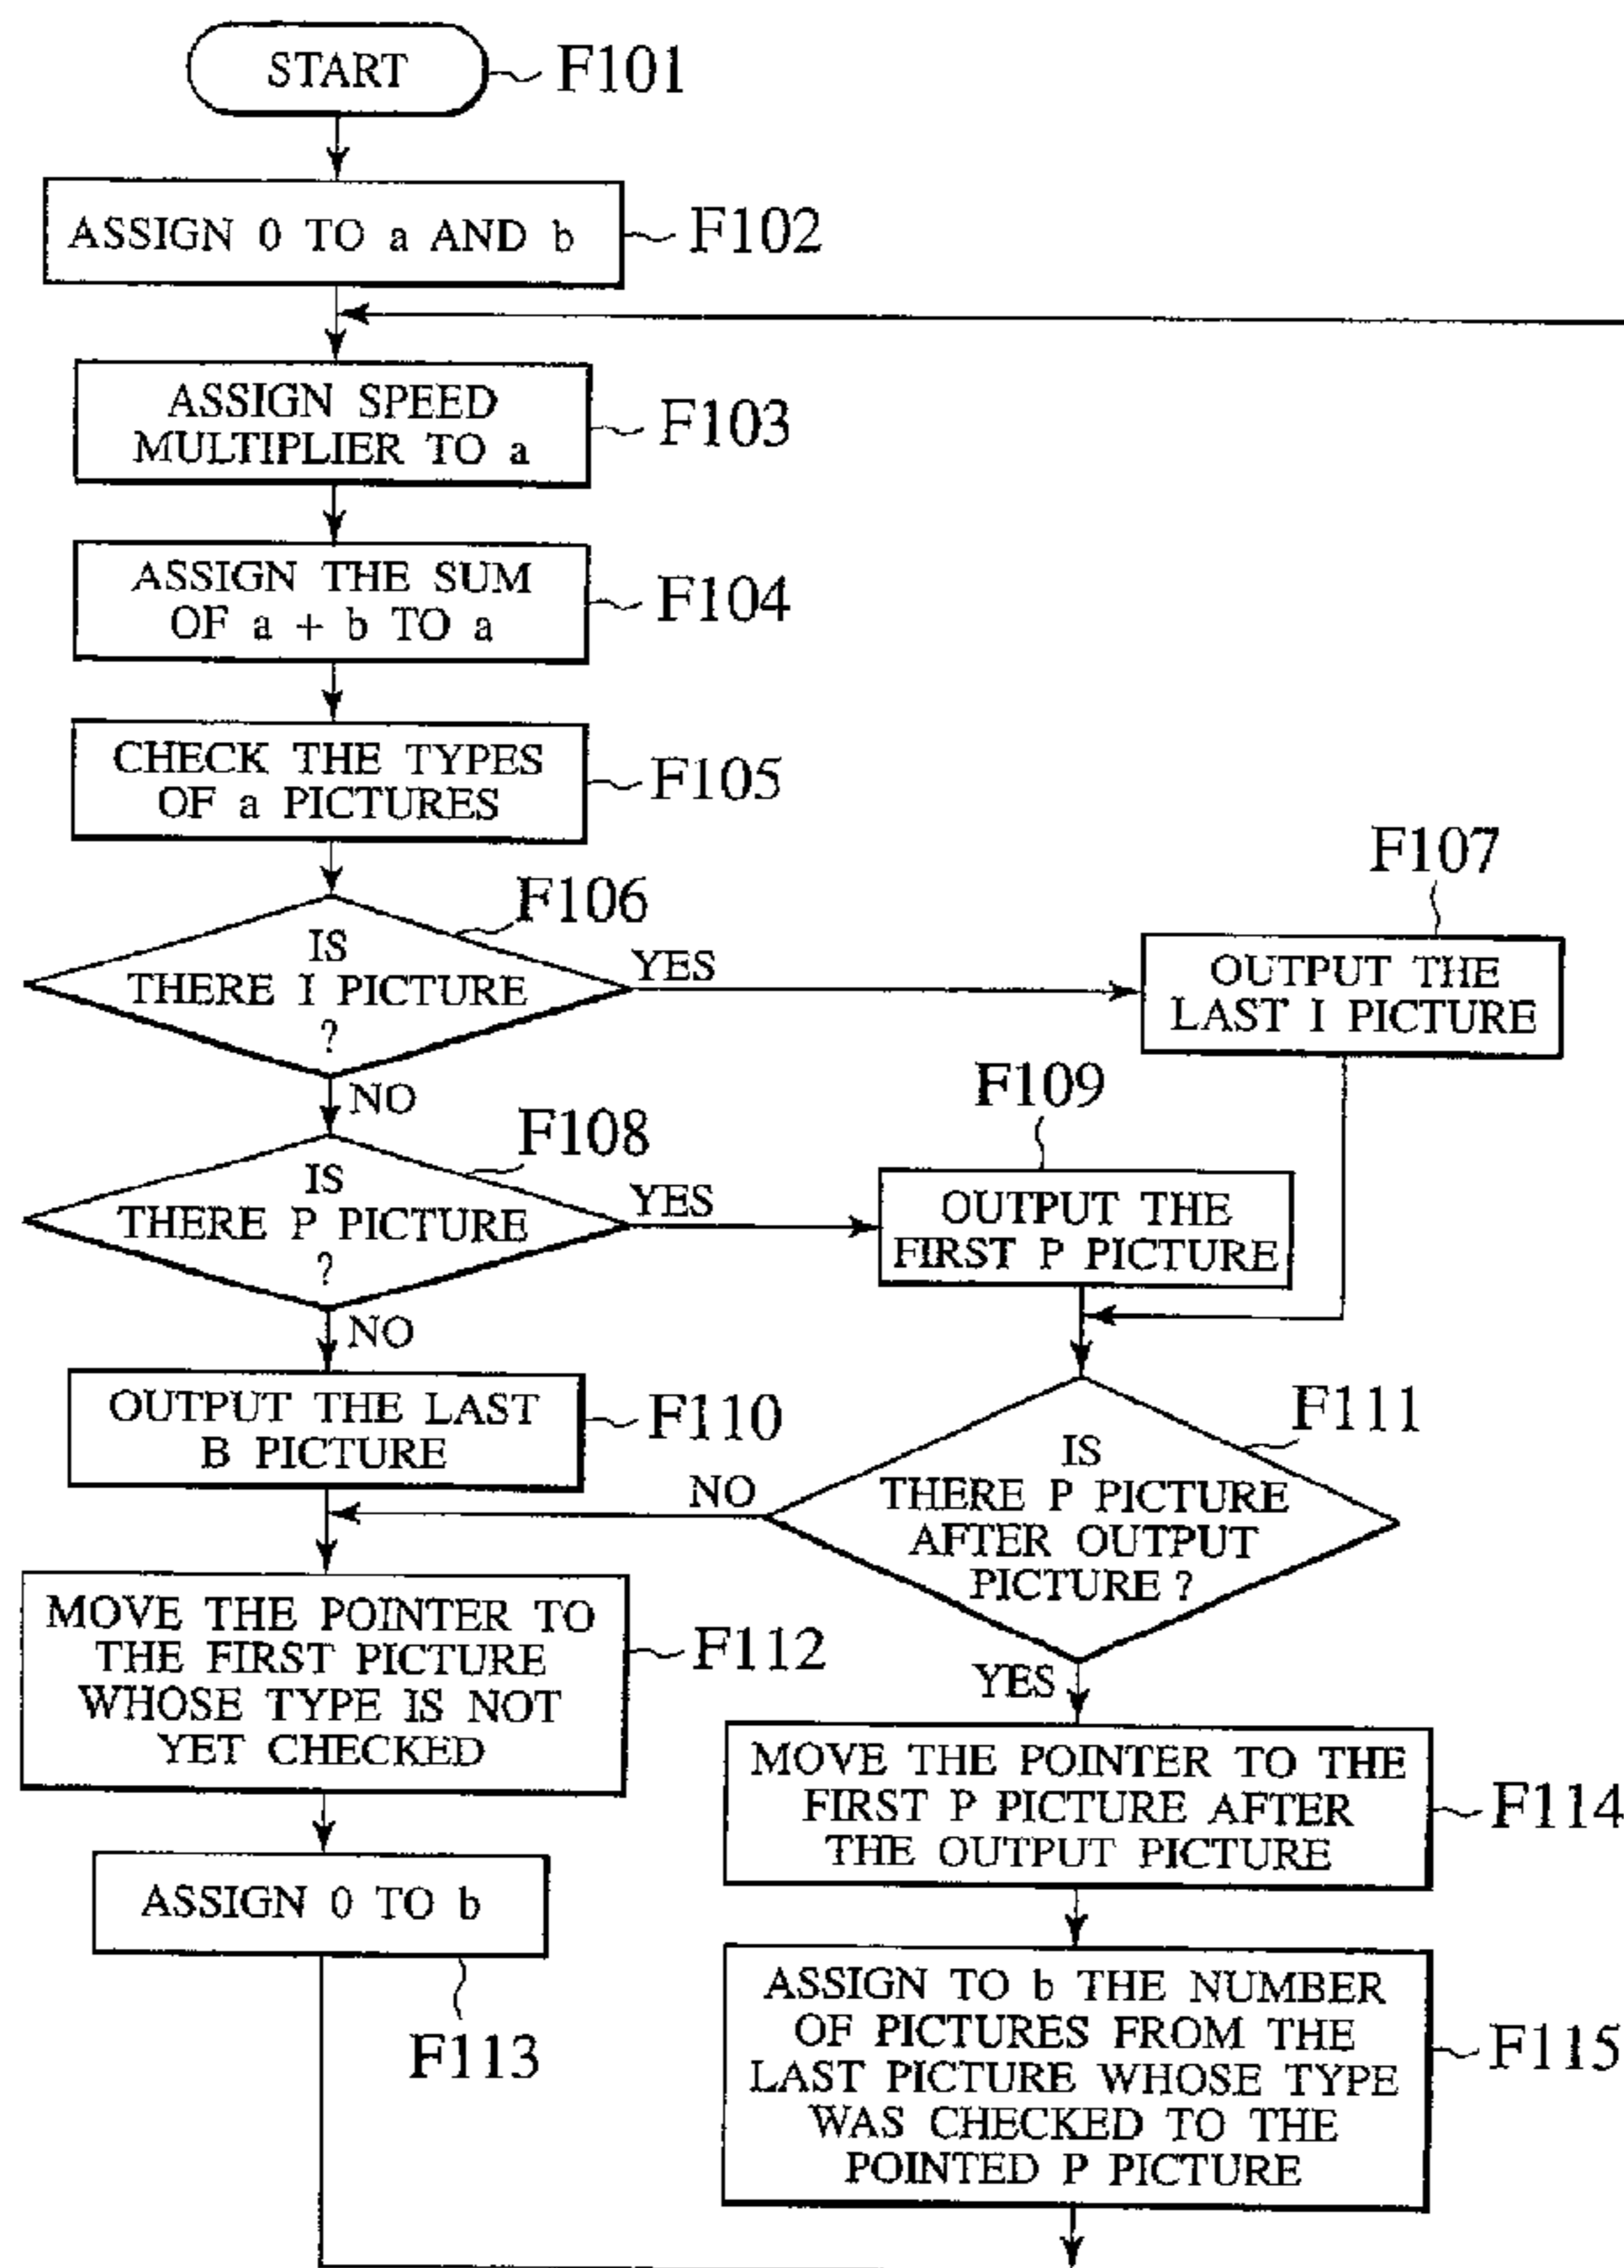 START
F101
ASSIGN 0 TO a AND b
F102
ASSIGN SPEED
MULTIPLIER TO a
F103
ASSIGN THE SUM
OF a + b TO a
F104
CHECK THE TYPES
OF a PICTURES
F105
F106
IS
THERE I PICTURE
?
YES
NO
F107
OUTPUT THE
LAST I PICTURE
F108
IS
THERE P PICTURE
?
YES
NO
F109
OUTPUT THE
FIRST P PICTURE
OUTPUT THE LAST
B PICTURE
F110
F111
IS
THERE P PICTURE
AFTER OUTPUT
PICTURE ?
NO
YES
MOVE THE POINTER TO
THE FIRST PICTURE
WHOSE TYPE IS NOT
YET CHECKED
F112
MOVE THE POINTER TO THE
FIRST P PICTURE AFTER
THE OUTPUT PICTURE
F114
ASSIGN 0 TO b
F113
ASSIGN TO b THE NUMBER
OF PICTURES FROM THE
LAST PICTURE WHOSE TYPE
WAS CHECKED TO THE
POINTED P PICTURE
F115